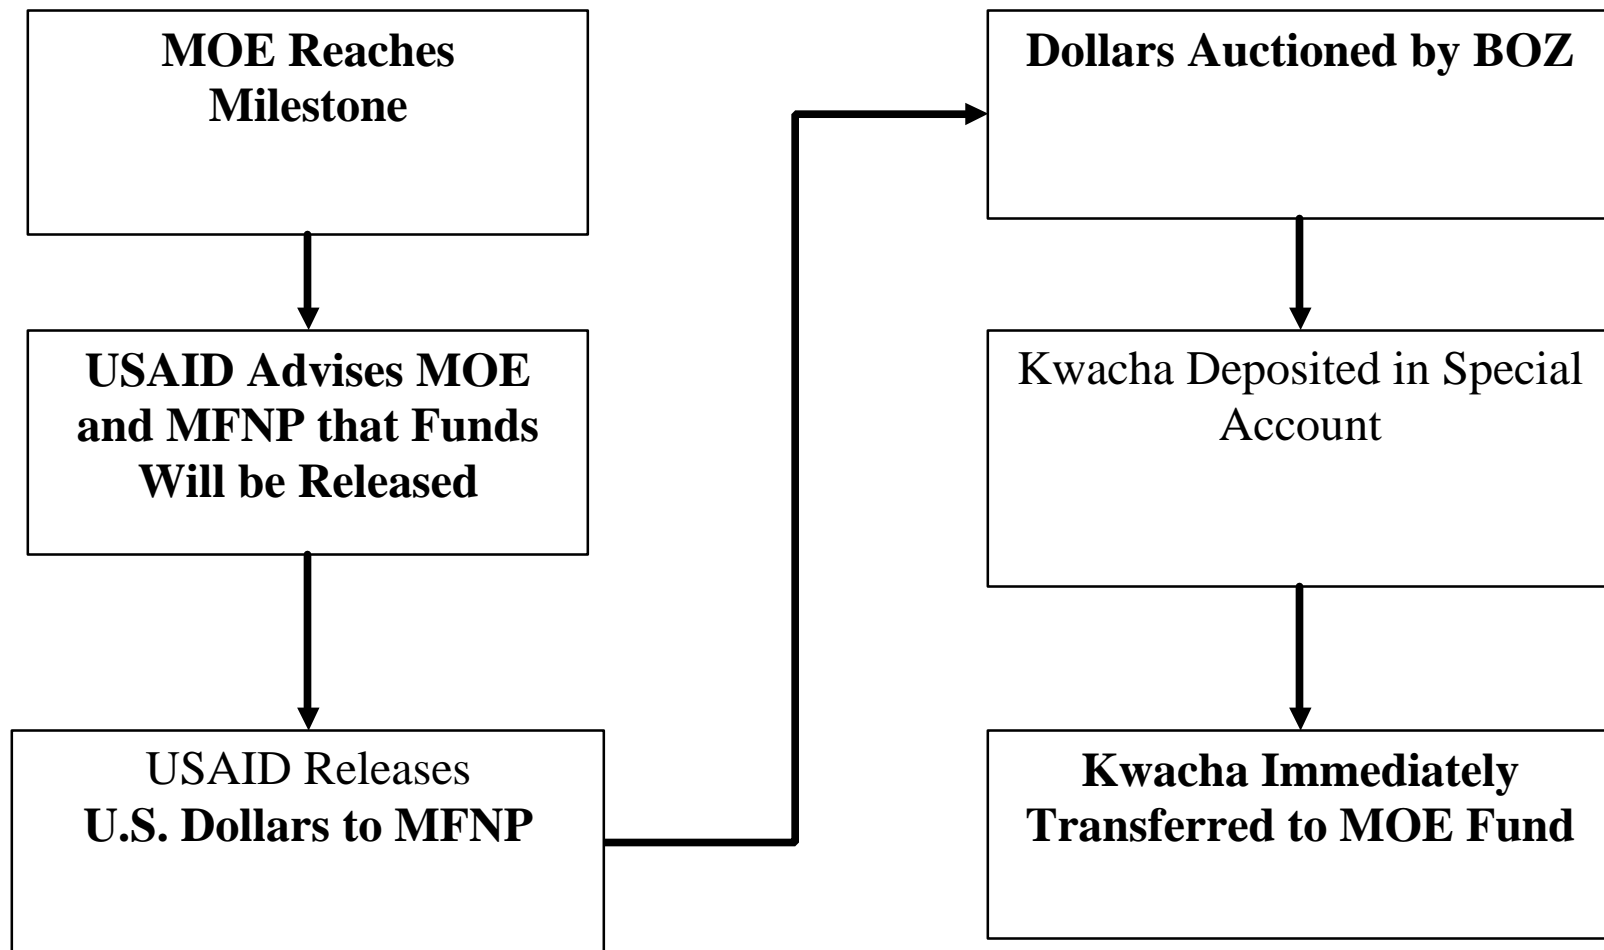 MOE Reaches
Milestone
USAID Advises MOE
and MFNP that Funds
Will be Released
USAID Releases
U.S. Dollars to MFNP
Dollars Auctioned by BOZ
Kwacha Deposited in Special
Account
Kwacha Immediately
Transferred to MOE Fund